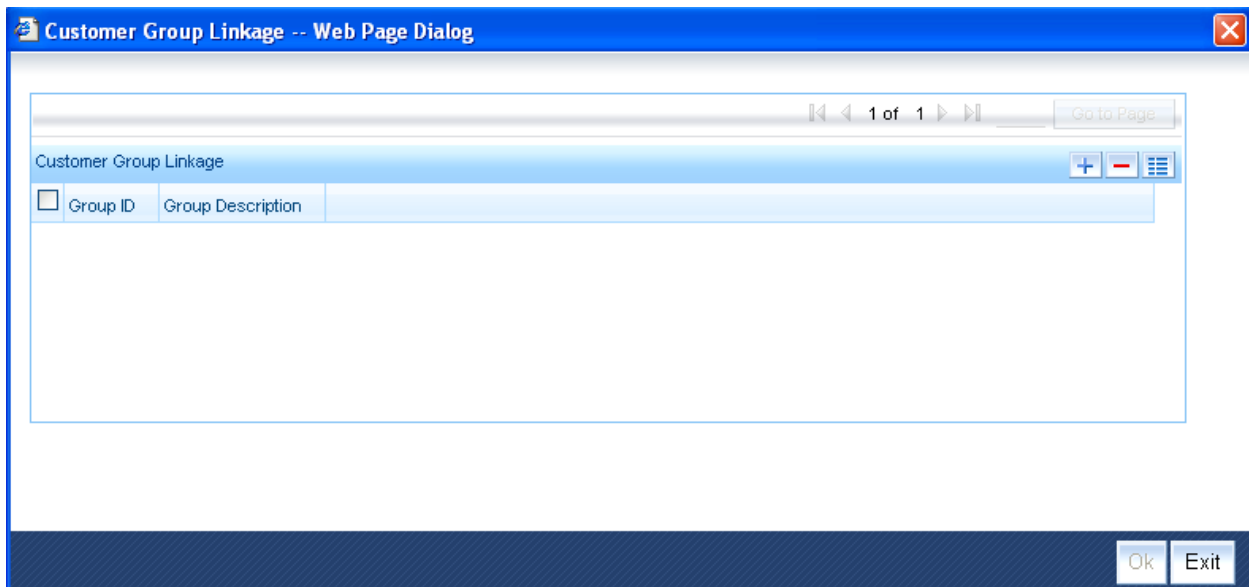 Customer Group Linkage -- Web Page Dialog
1 of 1 Go to Page
Customer Group Linkage
Group ID Group Description
Ok Exit